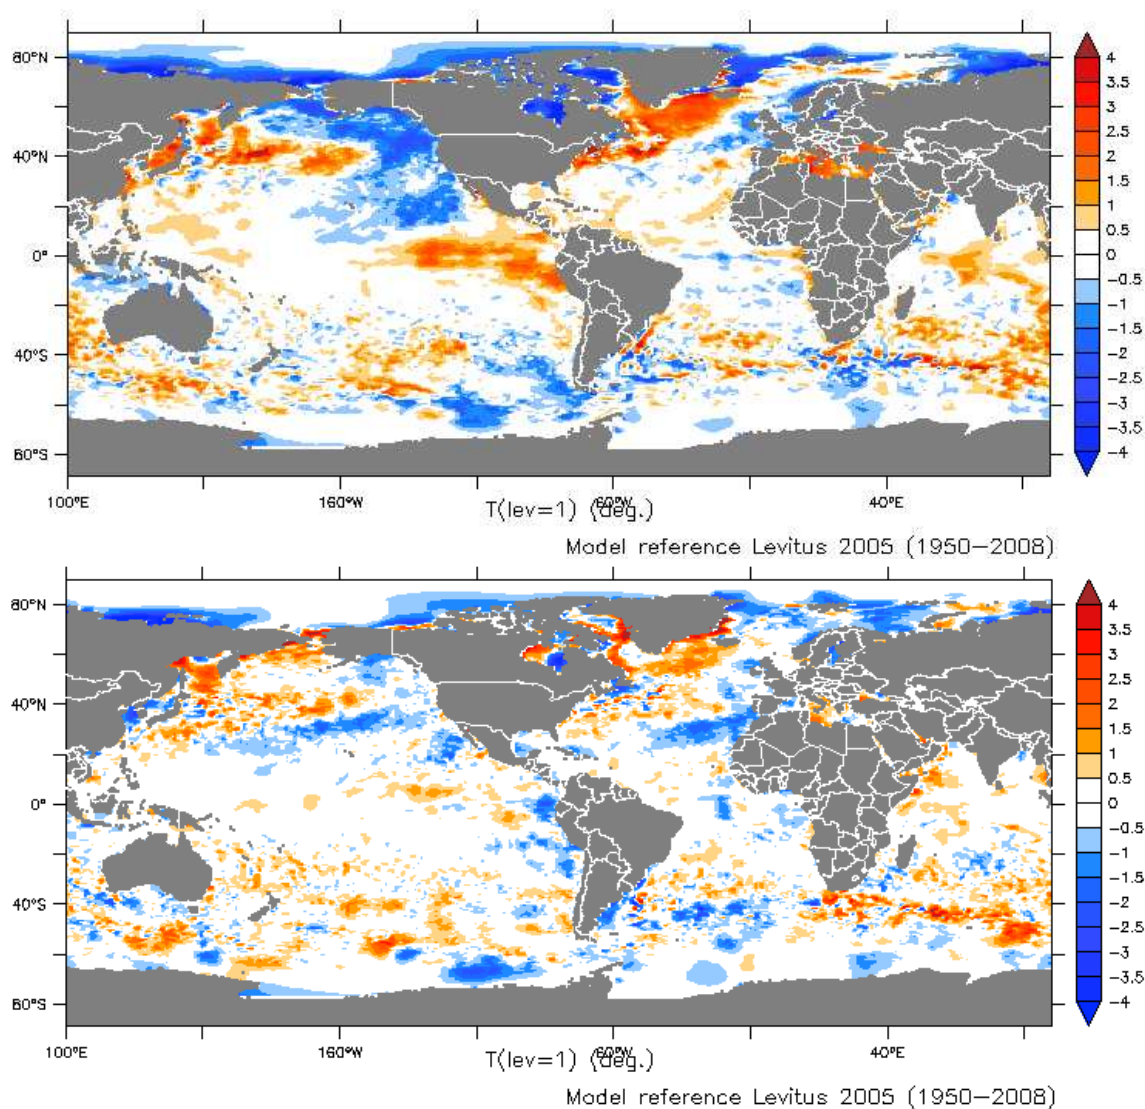 80°N
40°N
0°
40°S
80°S
100°E 160°W 60°W 40°E
T(lev=1) (deg.)
Model reference Levitus 2005 (1950–2008)
4
3.5
3
2.5
2
1.5
1
0.5
0
−0.5
−1
−1.5
−2
−2.5
−3
−3.5
−4
80°N
40°N
0°
40°S
80°S
100°E 160°W 60°W 40°E
T(lev=1) (deg.)
Model reference Levitus 2005 (1950–2008)
4
3.5
3
2.5
2
1.5
1
0.5
0
−0.5
−1
−1.5
−2
−2.5
−3
−3.5
−4